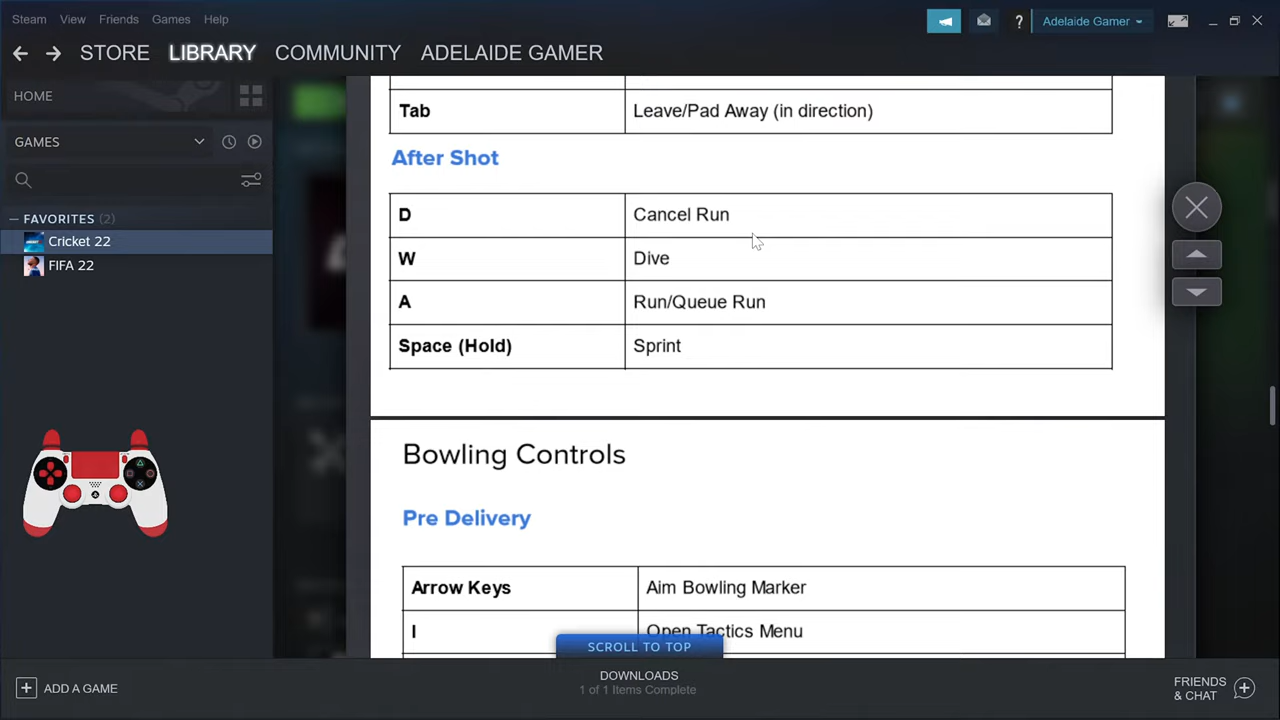 Steam View Friends Games Help
? Adelaide Gamer
STORE LIBRARY COMMUNITY ADELAIDE GAMER
HOME
GAMES
FAVORITES (2)
Cricket 22
FIFA 22
Tab Leave/Pad Away (in direction)
After Shot
D Cancel Run
W Dive
A Run/Queue Run
Space (Hold) Sprint
Bowling Controls
Pre Delivery
Arrow Keys Aim Bowling Marker
I Open Tactics Menu
SCROLL TO TOP
ADD A GAME
DOWNLOADS
1 of 1 Items Complete
FRIENDS
& CHAT